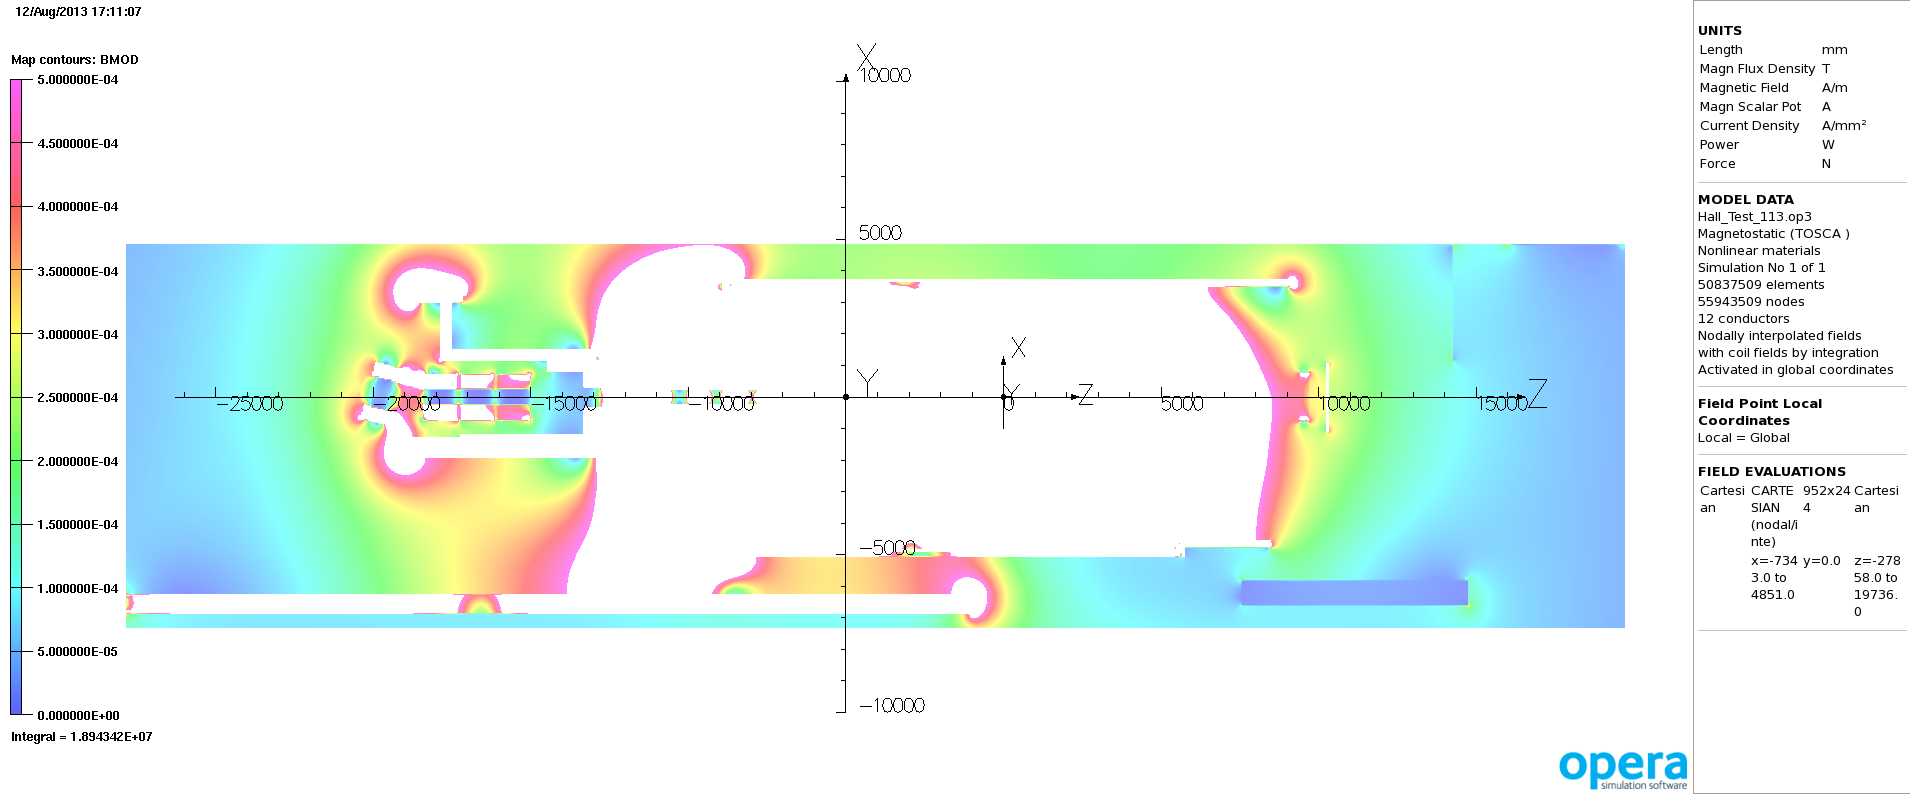 12/Aug/2013 17:11:07
Map contours: BMOD
5.000000E-04
4.500000E-04
4.000000E-04
3.500000E-04
3.000000E-04
2.500000E-04
2.000000E-04
1.500000E-04
1.000000E-04
5.000000E-05
0.000000E+00
Integral = 1.894342E+07
X
10000
5000
Y
−5000
−10000
−25000
−20000
−15000
−10000
X
Y
Z
0
5000
10000
15000
Z
opera
simulation software
UNITS
Length mm
Magn Flux Density T
Magnetic Field A/m
Magn Scalar Pot A
Current Density A/mm²
Power W
Force N
MODEL DATA
Hall_Test_113.op3
Magnetostatic (TOSCA )
Nonlinear materials
Simulation No 1 of 1
50837509 elements
55943509 nodes
12 conductors
Nodally interpolated fields
with coil fields by integration
Activated in global coordinates
Field Point Local
Coordinates
Local = Global
FIELD EVALUATIONS
Cartesi CARTE 952x24 Cartesi
an SIAN 4 an
(nodal/i
nte)
x=-734 y=0.0 z=-278
3.0 to 58.0 to
4851.0 19736.
0